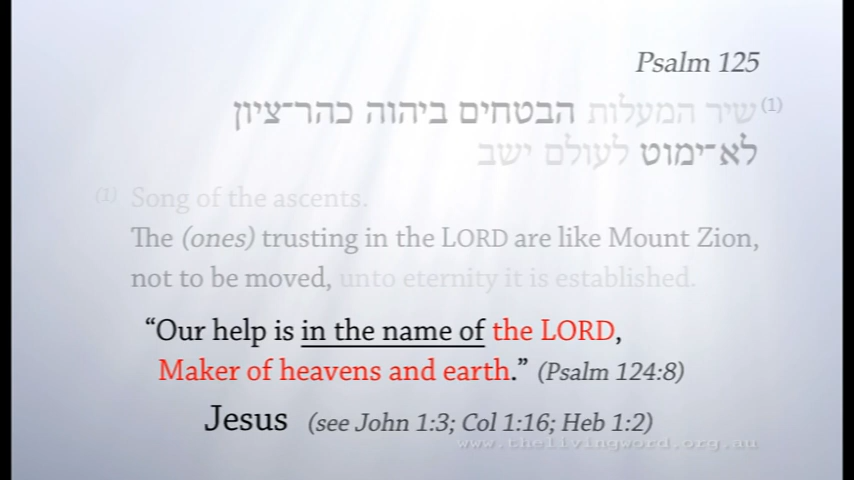 Psalm 125
(1) שיר המעלות הבטחים ביהוה כהר־ציון
לא־ימוט לעולם ישב
(1) Song of the ascents.
The (ones) trusting in the LORD are like Mount Zion,
not to be moved, unto eternity it is established.
“Our help is in the name of the LORD,
Maker of heavens and earth.” (Psalm 124:8)
Jesus (see John 1:3; Col 1:16; Heb 1:2)
www.thelivingword.org.au